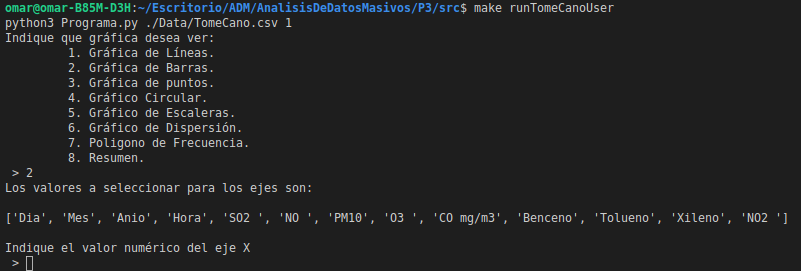 omar@omar-B85M-D3H:~/Escritorio/ADM/AnalisisDeDatosMasivos/P3/src$ make runTomeCanoUser
python3 Programa.py ./Data/TomeCano.csv 1
Indique que gráfica desea ver:
1. Gráfica de Líneas.
2. Gráfica de Barras.
3. Gráfica de puntos.
4. Gráfico Circular.
5. Gráfico de Escaleras.
6. Gráfico de Dispersión.
7. Poligono de Frecuencia.
8. Resumen.
> 2
Los valores a seleccionar para los ejes son:
['Dia', 'Mes', 'Anio', 'Hora', 'SO2 ', 'NO ', 'PM10', 'O3 ', 'CO mg/m3', 'Benceno', 'Tolueno', 'Xileno', 'NO2 ']
Indique el valor numérico del eje X
>